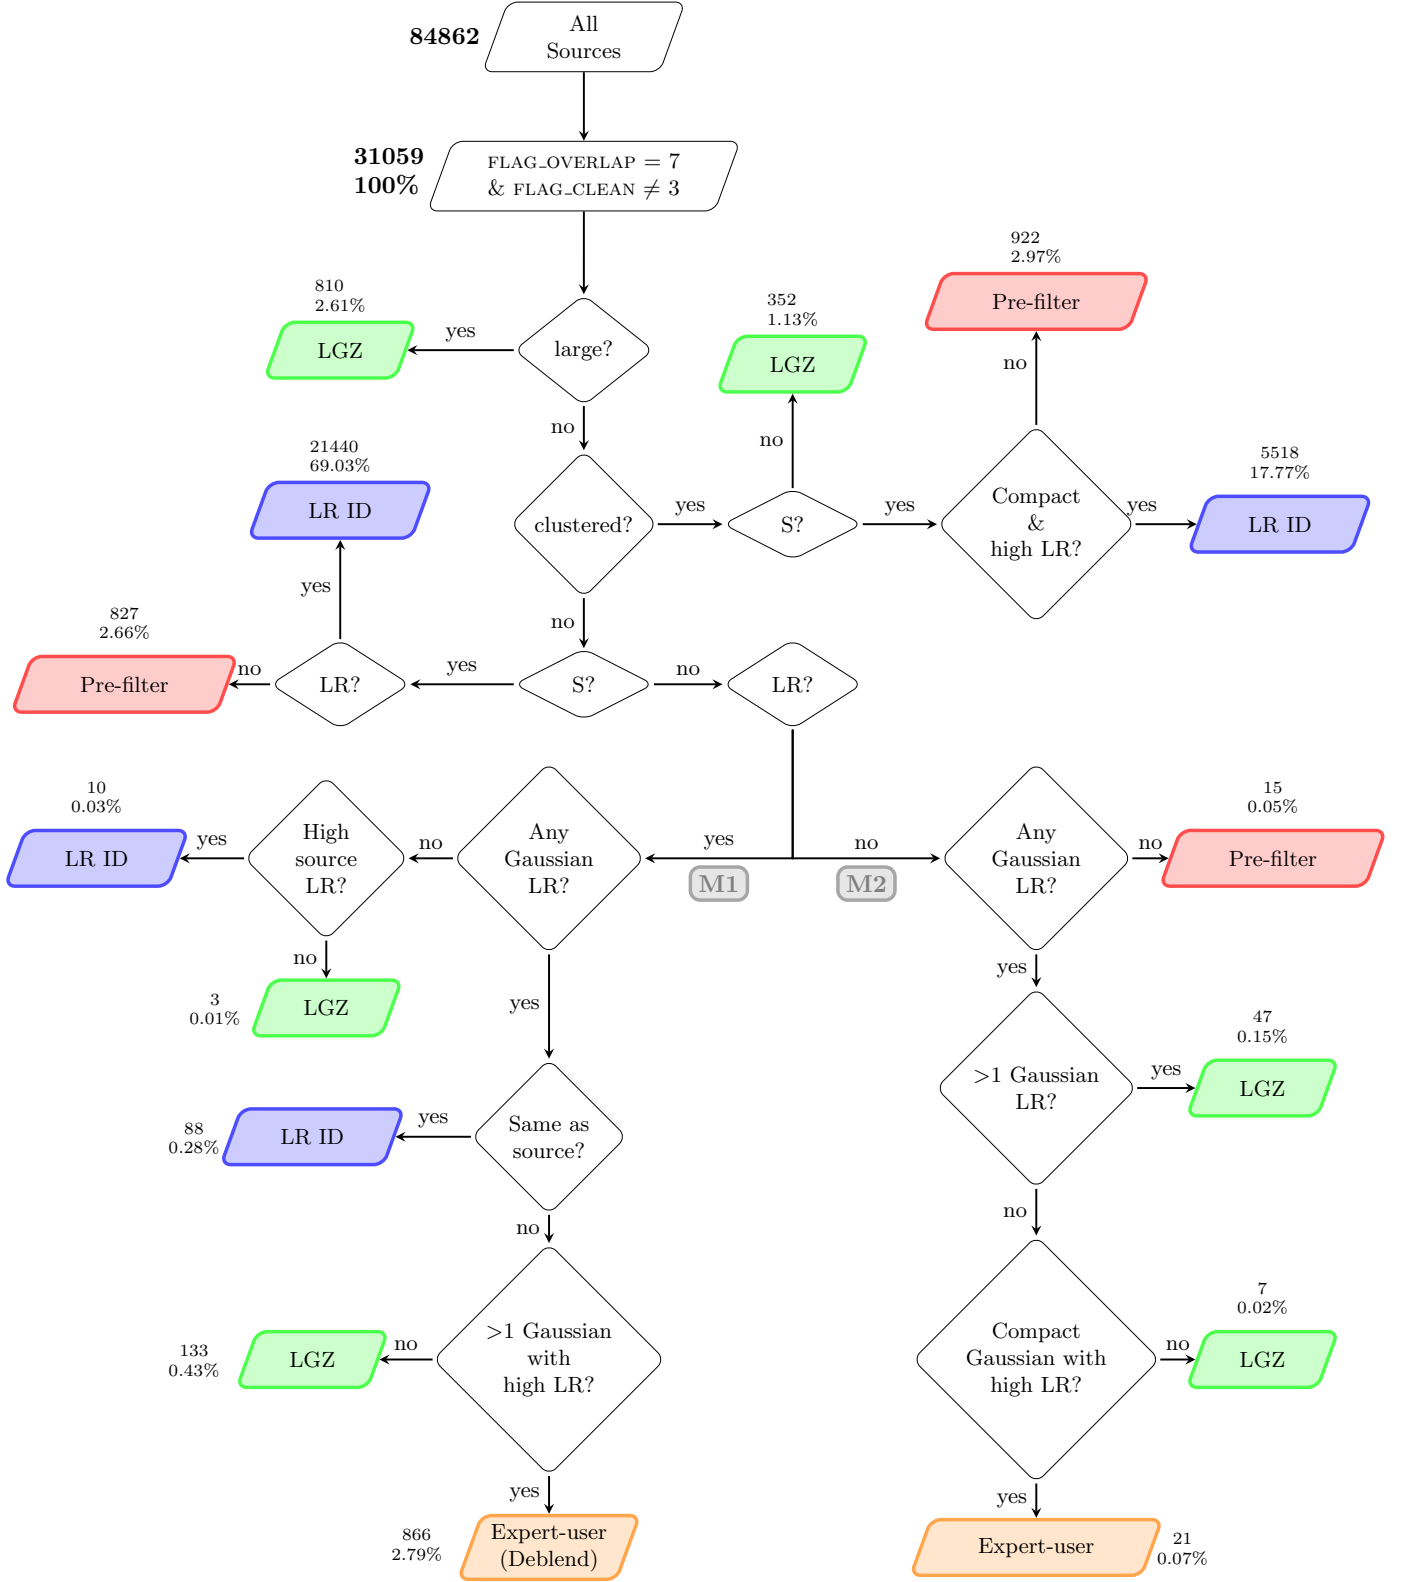 All
Sources
84862
31059
100%
FLAG_OVERLAP = 7
& FLAG_CLEAN ≠ 3
922
2.97%
Pre-filter
810
2.61%
LGZ
yes
large?
352
1.13%
LGZ
no
no
no
21440
69.03%
LR ID
clustered?
yes
S?
yes
Compact
&
high LR?
yes
5518
17.77%
LR ID
yes
no
827
2.66%
Pre-filter
no
LR?
yes
S?
no
LR?
10
0.03%
LR ID
yes
High
source
LR?
no
Any
Gaussian
LR?
yes
M1
no
M2
Any
Gaussian
LR?
no
15
0.05%
Pre-filter
no
yes
3
0.01%
LGZ
yes
>1 Gaussian
LR?
yes
47
0.15%
LGZ
88
0.28%
LR ID
yes
Same as
source?
no
no
133
0.43%
LGZ
no
>1 Gaussian
with
high LR?
Compact
Gaussian with
high LR?
no
7
0.02%
LGZ
yes
yes
866
2.79%
Expert-user
(Deblend)
Expert-user
21
0.07%